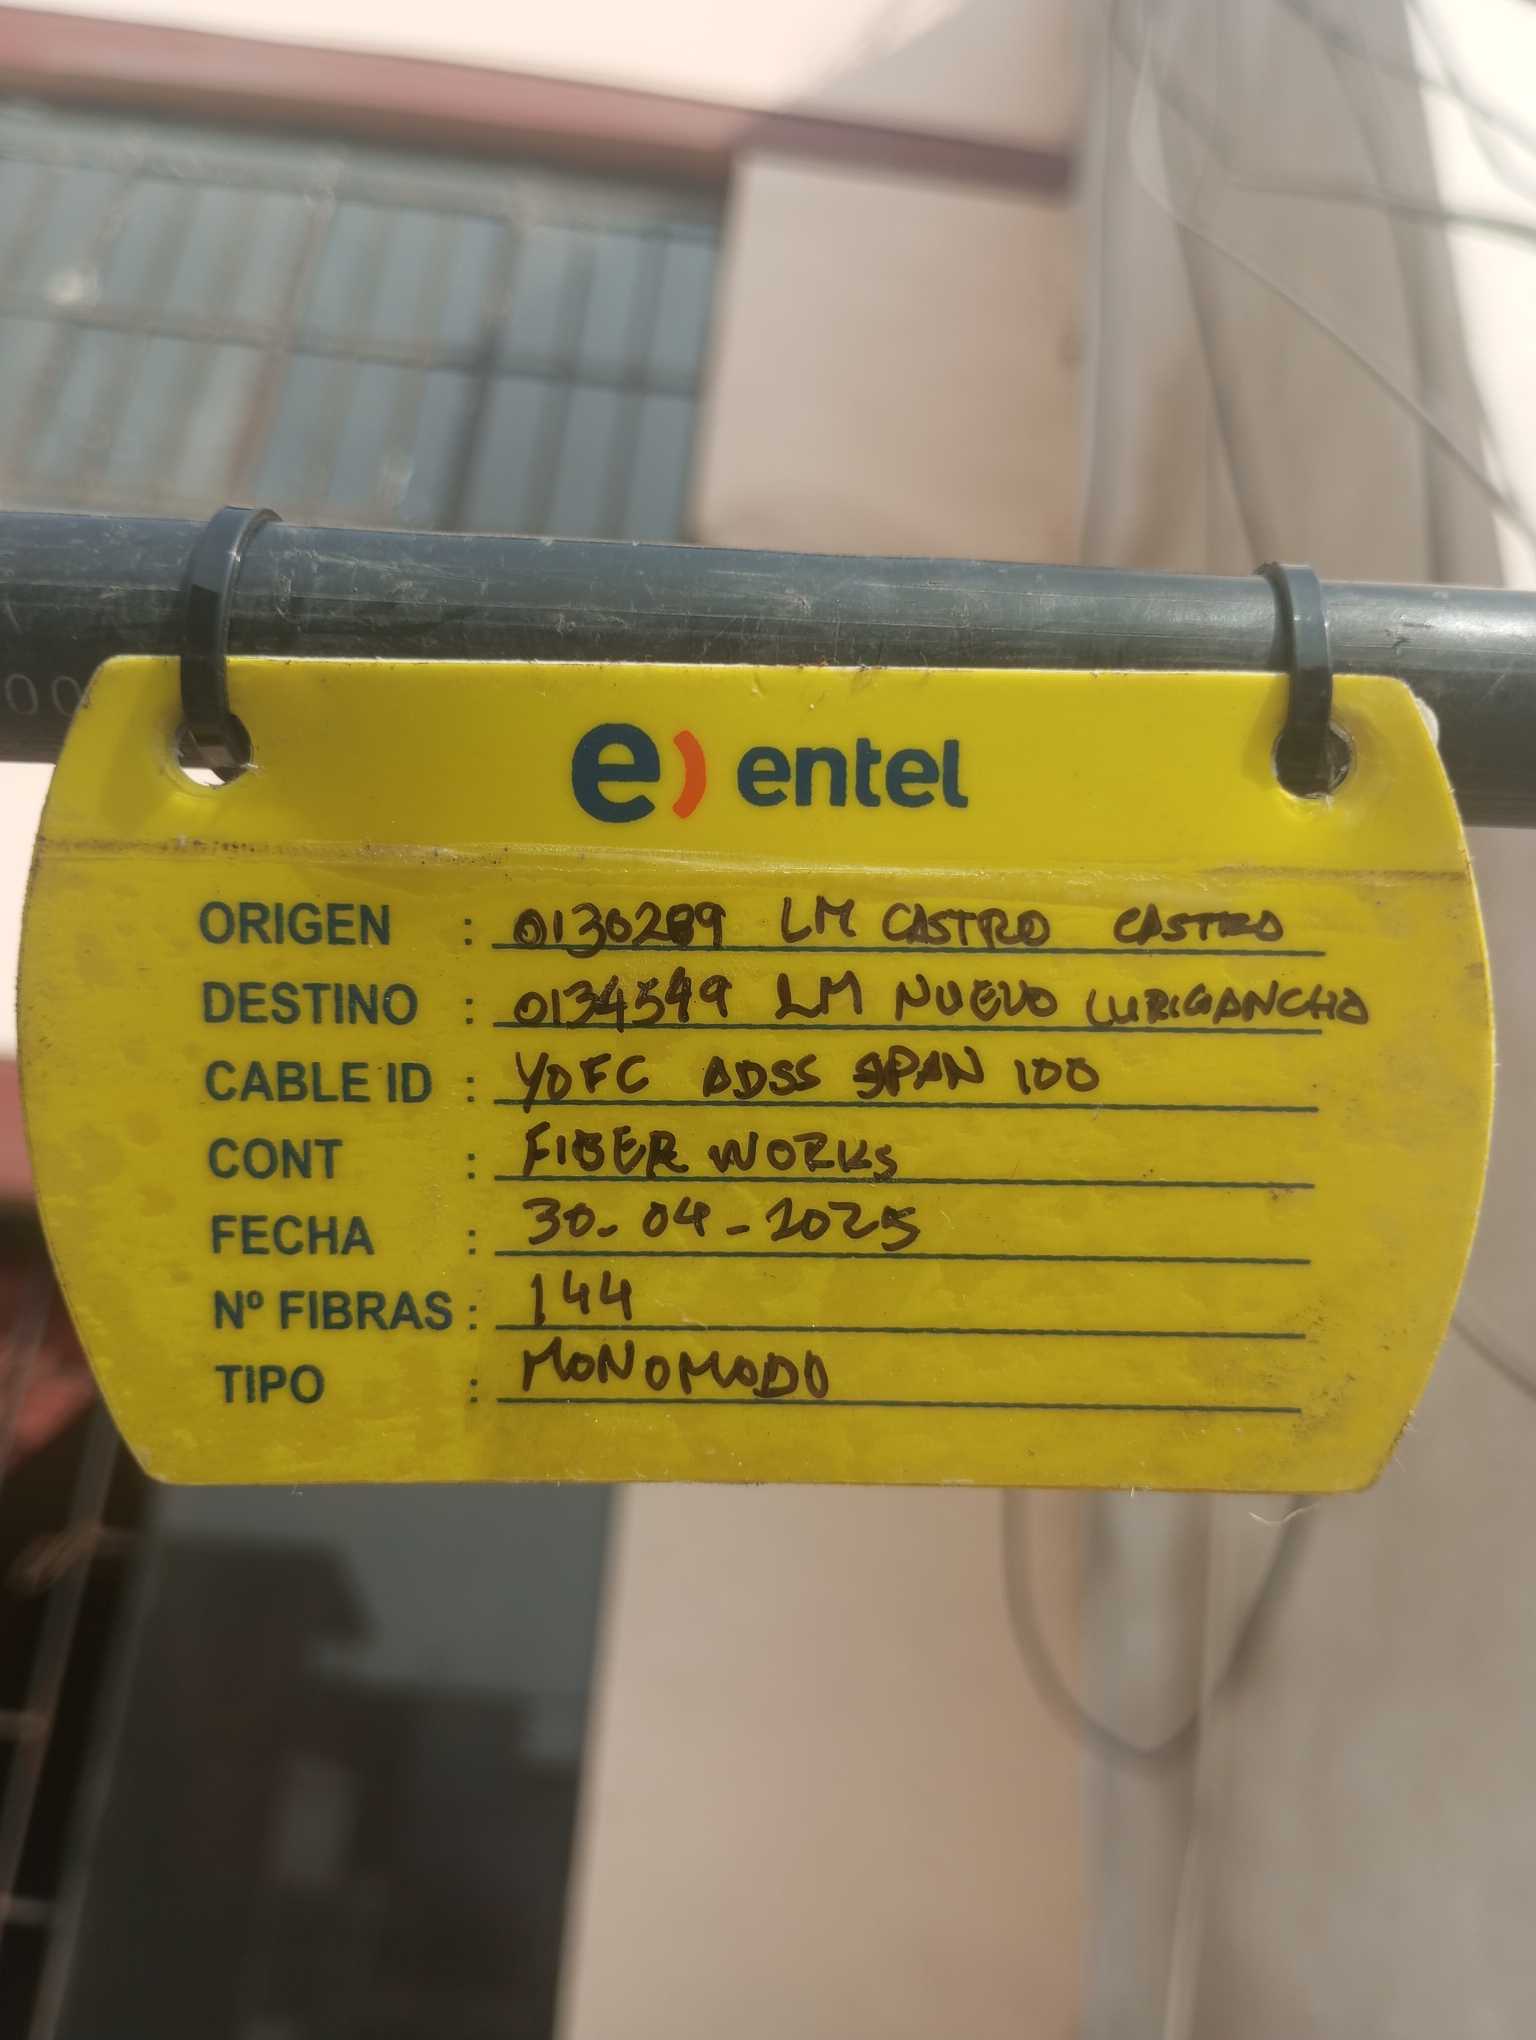 00
e) entel
ORIGEN : 0130289 LM CASTRO CASTRO
DESTINO : 0134549 LM NUEVO LURIGANCHO
CABLE ID : YOFC ADSS SPAN 100
CONT : FIBER WORKS
FECHA : 30-04-2025
Nº FIBRAS : 144
TIPO : MONOMODO